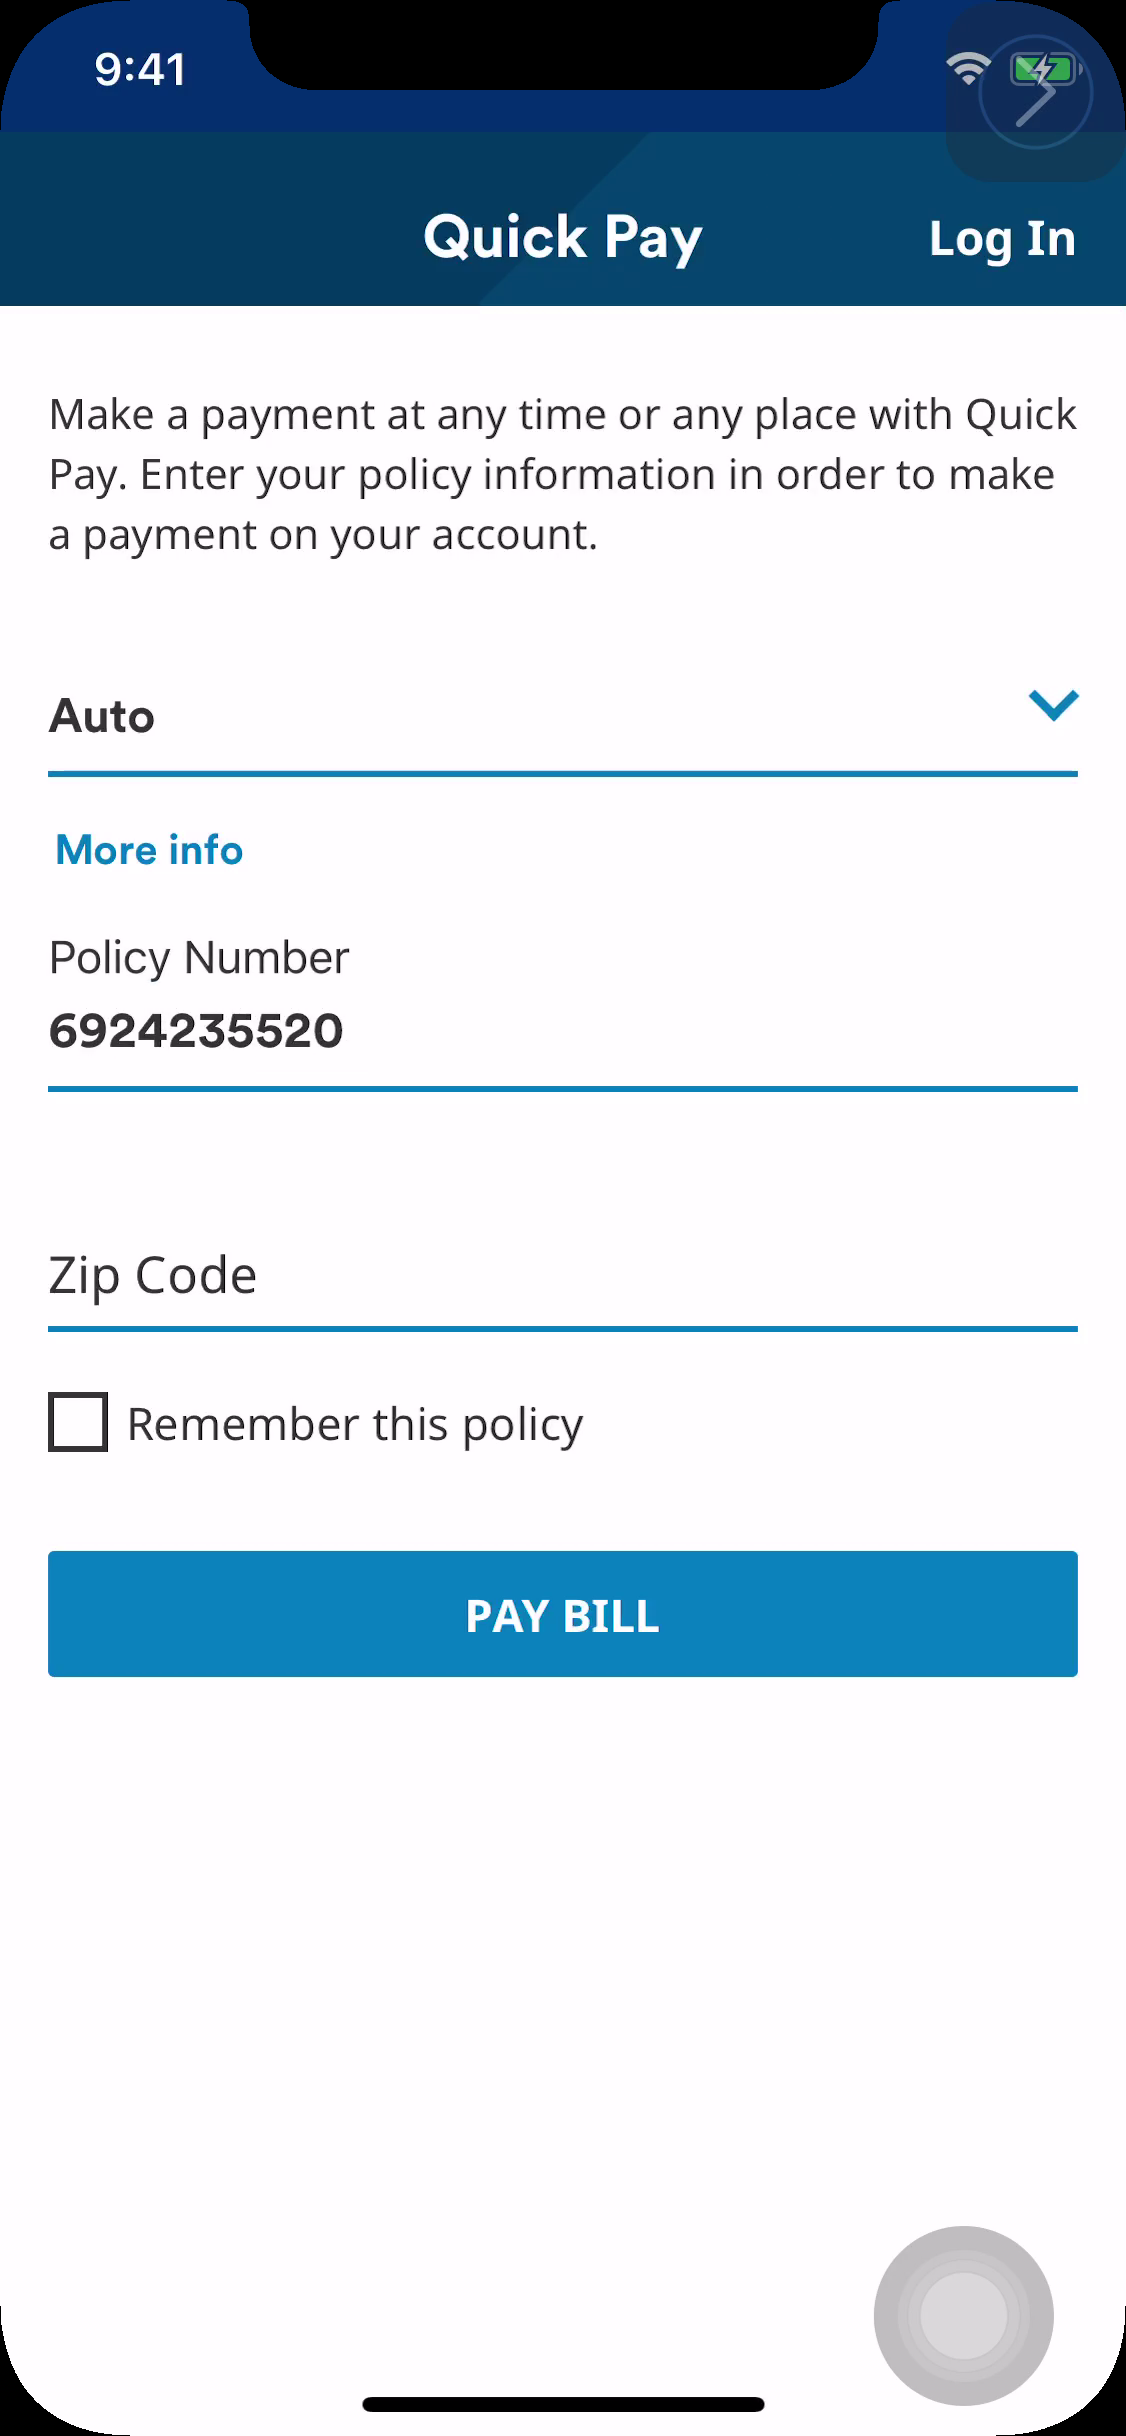 9:41
Quick Pay
Log In
Make a payment at any time or any place with Quick
Pay. Enter your policy information in order to make
a payment on your account.
Auto
More info
Policy Number
6924235520
Zip Code
Remember this policy
PAY BILL